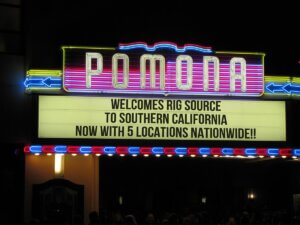 POMONA
WELCOMES RIG SOURCE
TO SOUTHERN CALIFORNIA
NOW WITH 5 LOCATIONS NATIONWIDE!!